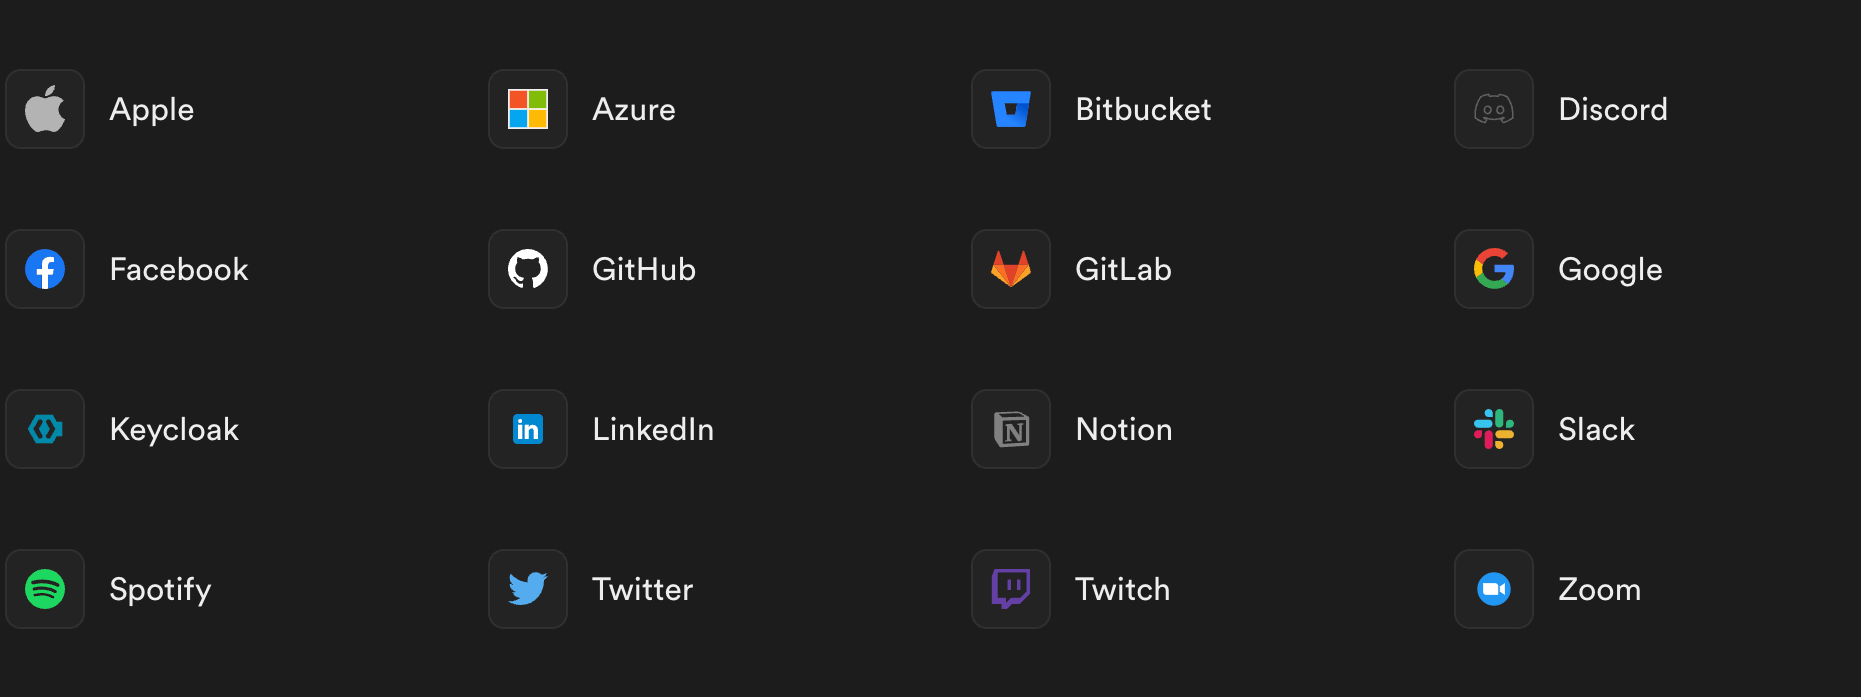 Apple
Azure
Bitbucket
Discord
Facebook
GitHub
GitLab
Google
Keycloak
LinkedIn
Notion
Slack
Spotify
Twitter
Twitch
Zoom